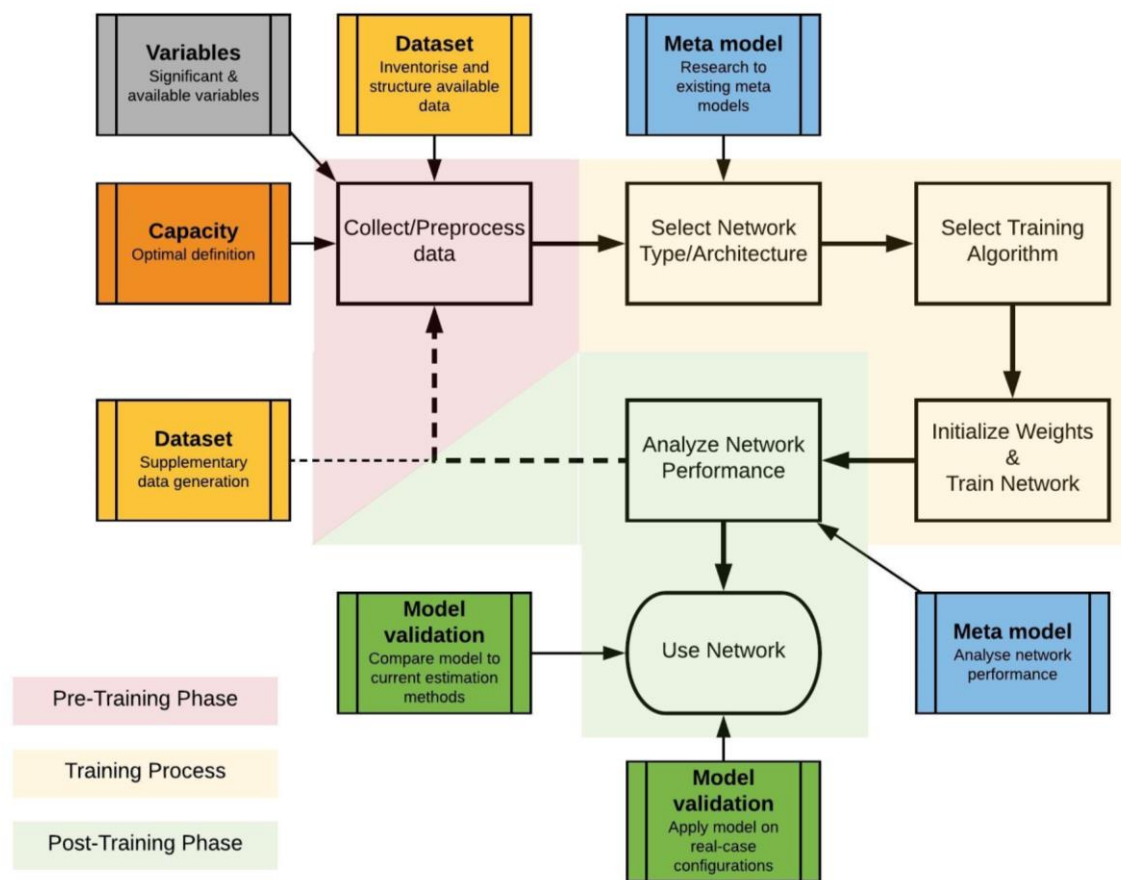 Variables
Significant &
available variables
Dataset
Inventorise and
structure available
data
Meta model
Research to
existing meta
models
Capacity
Optimal definition
Collect/Preprocess
data
Select Network
Type/Architecture
Select Training
Algorithm
Dataset
Supplementary
data generation
Analyze Network
Performance
Initialize Weights
&
Train Network
Model
validation
Compare model to
current estimation
methods
Use Network
Meta model
Analyse network
performance
Pre-Training Phase
Training Process
Post-Training Phase
Model
validation
Apply model on
real-case
configurations